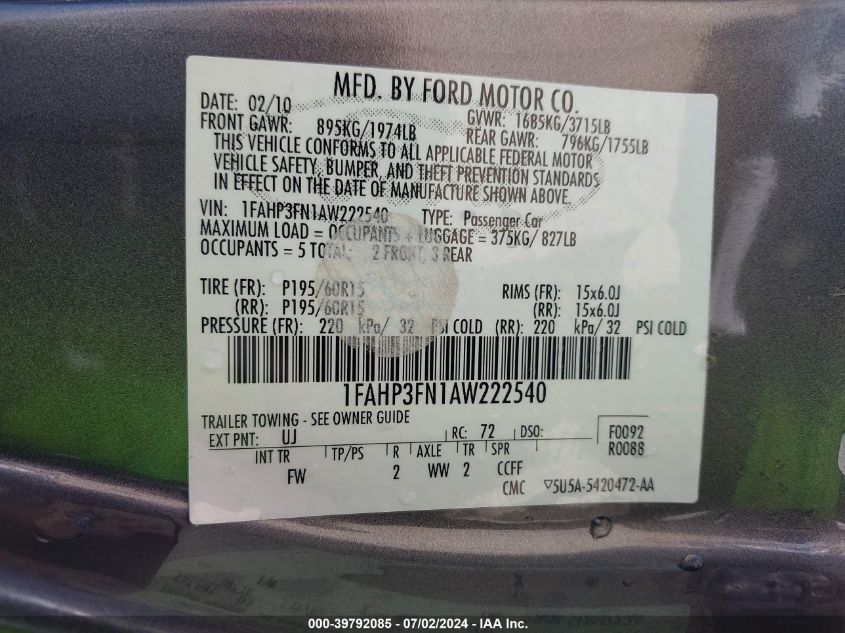 MFD. BY FORD MOTOR CO.
DATE: 02/10 GVWR: 1685KG/3715LB
FRONT GAWR: 895KG/1974LB REAR GAWR: 796KG/1755LB
THIS VEHICLE CONFORMS TO ALL APPLICABLE FEDERAL MOTOR
VEHICLE SAFETY, BUMPER, AND THEFT PREVENTION STANDARDS
IN EFFECT ON THE DATE OF MANUFACTURE SHOWN ABOVE.
VIN: 1FAHP3FN1AW222540 TYPE: Passenger Car
MAXIMUM LOAD = OCCUPANTS + LUGGAGE = 375KG/ 827LB
OCCUPANTS = 5 TOTAL; 2 FRONT, 3 REAR
TIRE (FR): P195/60R15 RIMS (FR): 15x6.0J
(RR): P195/60R15 (RR): 15x6.0J
PRESSURE (FR): 220 kPa/ 32 PSI COLD (RR): 220 kPa/ 32 PSI COLD
1FAHP3FN1AW222540
TRAILER TOWING - SEE OWNER GUIDE
EXT PNT: UJ RC: 72 DSO: F0092
R0088
INT TR TP/PS R AXLE TR SPR
FW 2 WW 2 CCFF
CMC ▽5U5A-5420472-AA
000-39792085 - 07/02/2024 - IAA Inc.